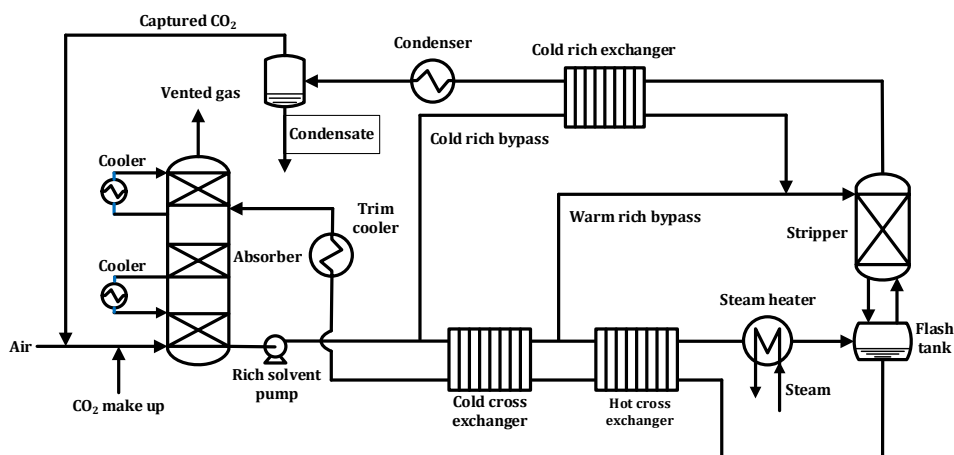 Captured CO₂
Condenser
Cold rich exchanger
Vented gas
Condensate
Cold rich bypass
Cooler
Trim
cooler
Warm rich bypass
Absorber
Stripper
Cooler
Steam heater
Air
Flash
tank
Rich solvent
pump
CO₂ make up
Cold cross
exchanger
Hot cross
exchanger
Steam